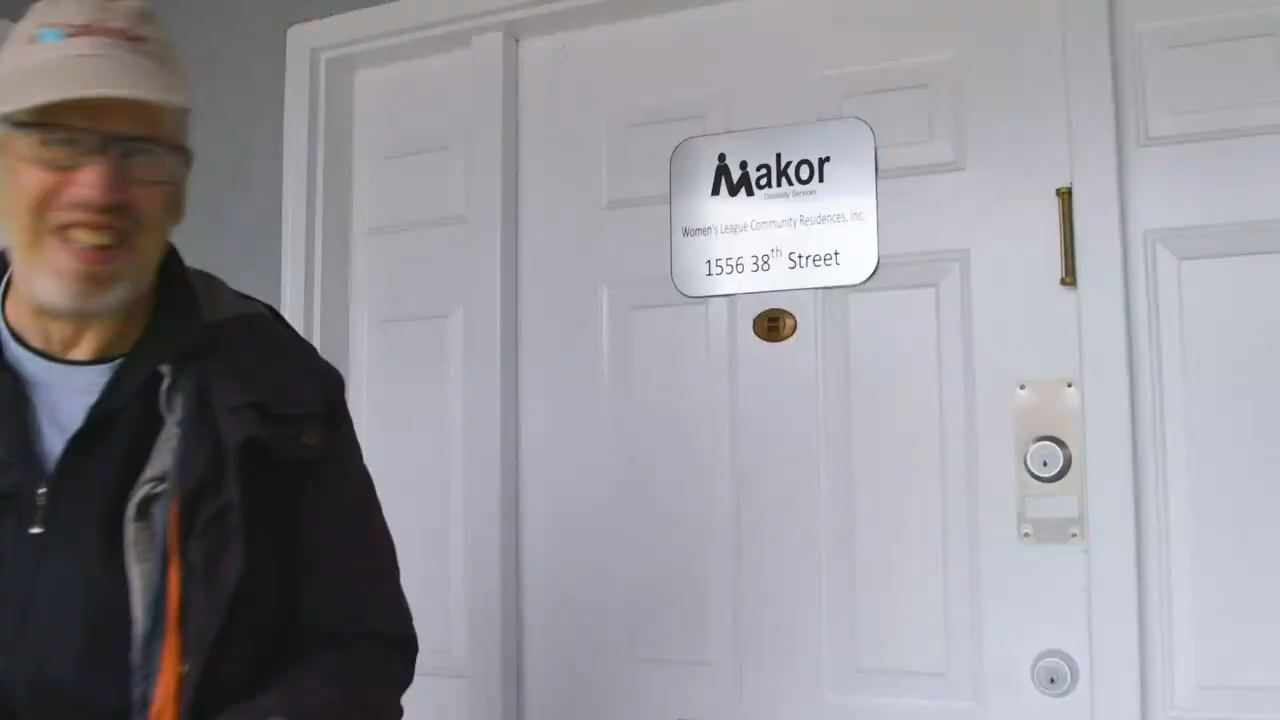 Makor
Disability Services
Women's League Community Residences, Inc.
1556 38th Street